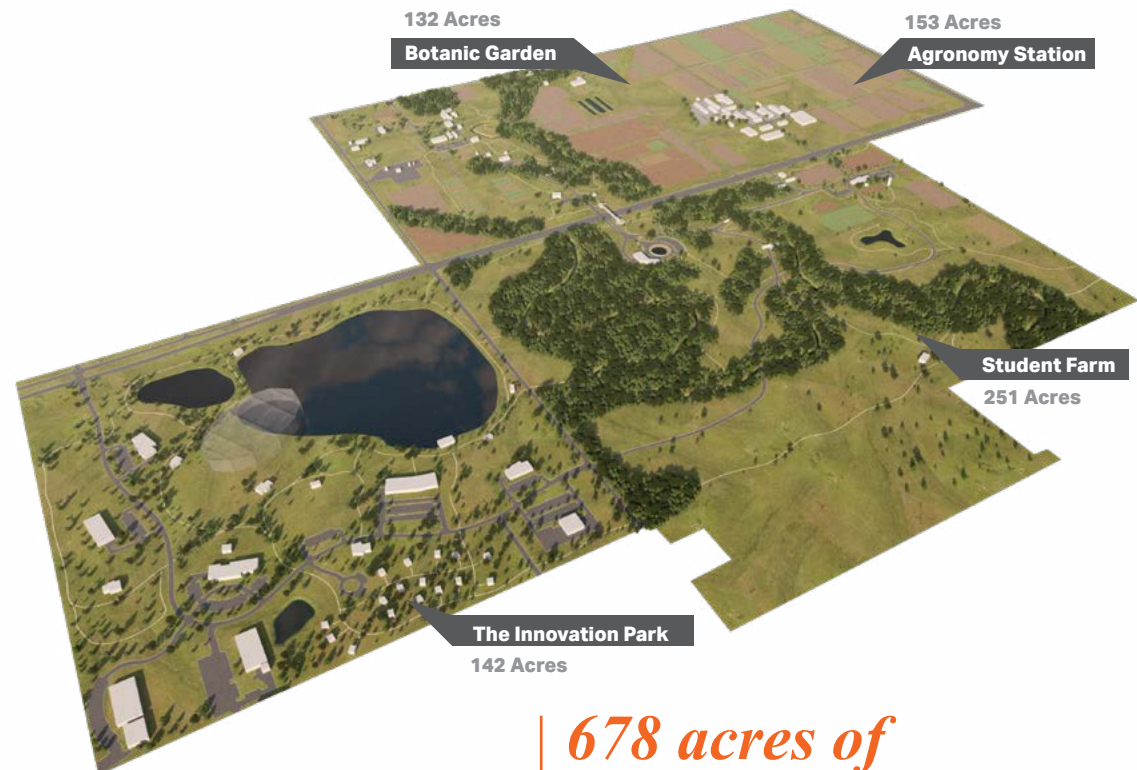 132 Acres
Botanic Garden
153 Acres
Agronomy Station
Student Farm
251 Acres
The Innovation Park
142 Acres
| 678 acres of